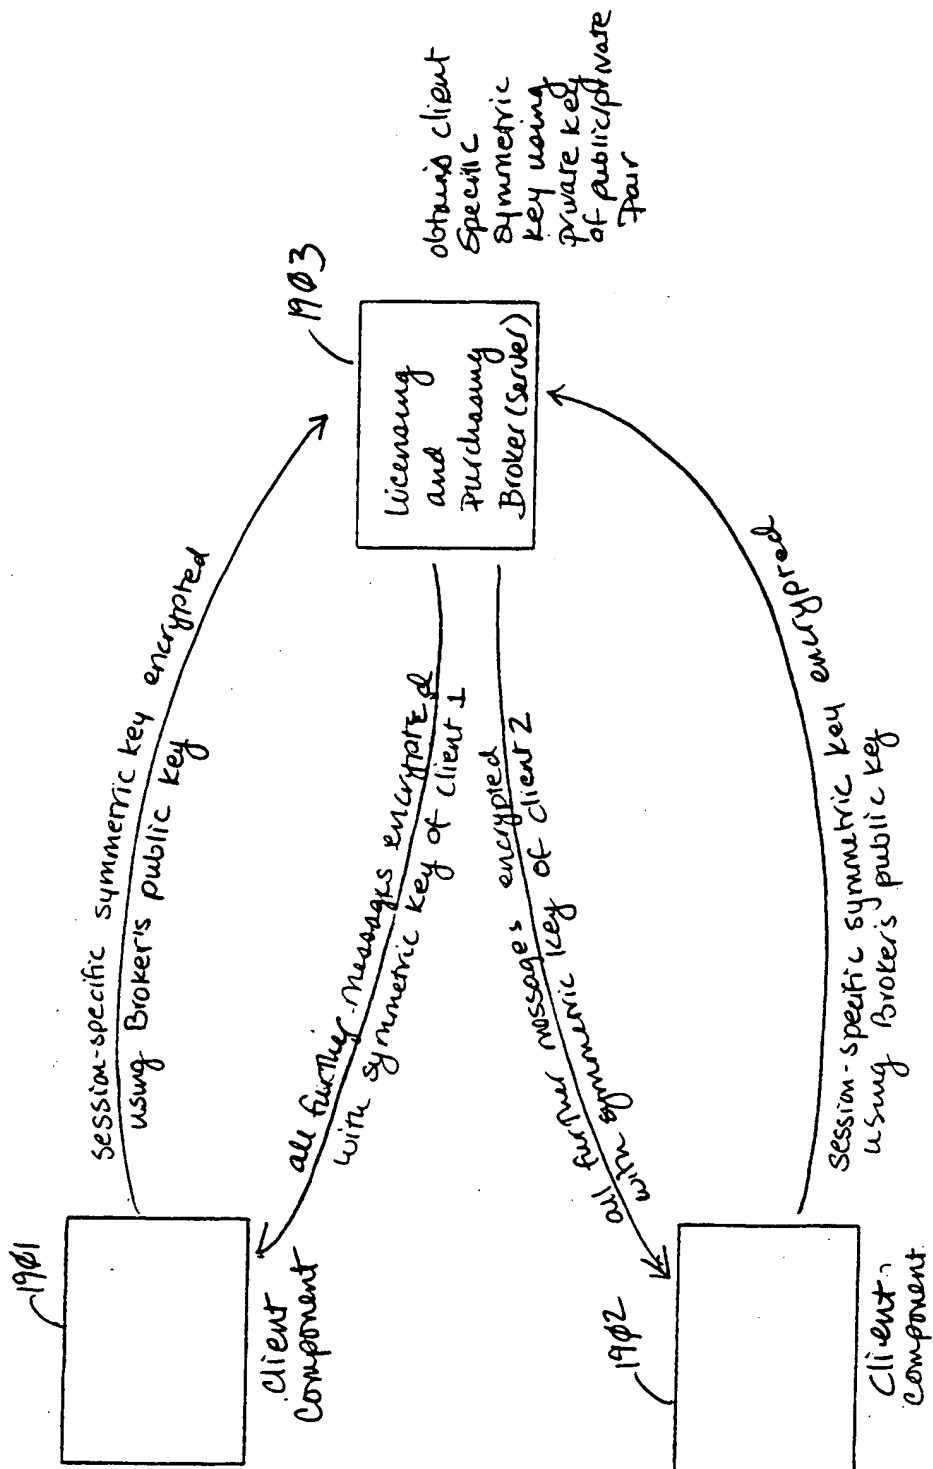 1901
Client
Component
session-specific symmetric key encrypted
using Broker's public key
all further messages encrypted
with symmetric key of client 1
1903
Licensing
and
Purchasing
Broker (Server)
obtains client
specific
symmetric
key using
private key
of public/private
pair
all further messages encrypted
with symmetric key of client 2
1902
Client
component
session-specific symmetric key encrypted
using Broker's public key